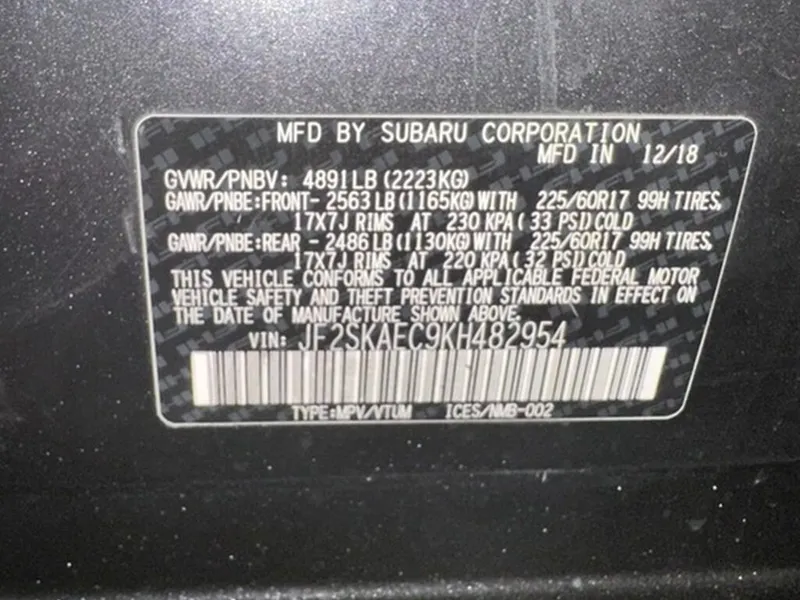 MFD BY SUBARU CORPORATION
MFD IN 12/18
GVWR/PNBV: 4891LB (2223KG)
GAWR/PNBE:FRONT- 2563 LB (1165KG) WITH 225/60R17 99H TIRES,
17X7J RIMS AT 230 KPA ( 33 PSI) COLD
GAWR/PNBE:REAR - 2486 LB (1130KG) WITH 225/60R17 99H TIRES,
17X7J RIMS AT 220 KPA ( 32 PSI) COLD
THIS VEHICLE CONFORMS TO ALL APPLICABLE FEDERAL MOTOR
VEHICLE SAFETY AND THEFT PREVENTION STANDARDS IN EFFECT ON
THE DATE OF MANUFACTURE SHOWN ABOVE.
VIN: JF2SKAEC9KH482954
TYPE:MPV/VTUM ICES/NMB-002